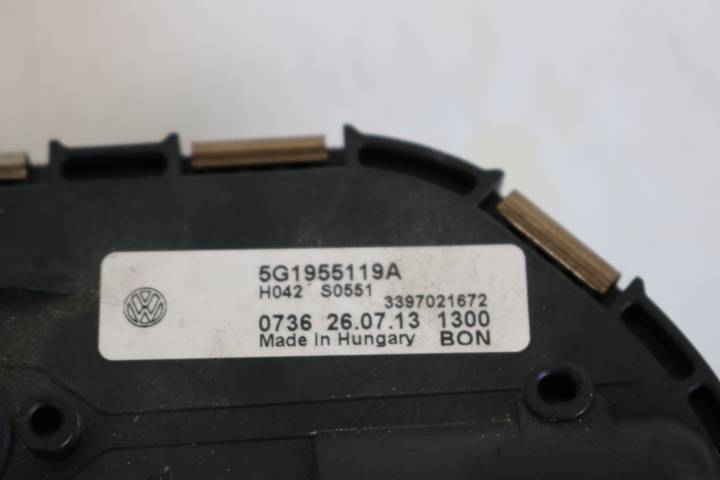 5G1955119A
H042 S0551
3397021672
0736 26.07.13 1300
Made In Hungary BON